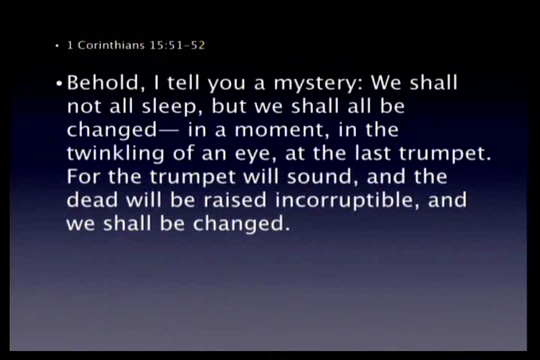 • 1 Corinthians 15:51-52
• Behold, I tell you a mystery: We shall
not all sleep, but we shall all be
changed— in a moment, in the
twinkling of an eye, at the last trumpet.
For the trumpet will sound, and the
dead will be raised incorruptible, and
we shall be changed.